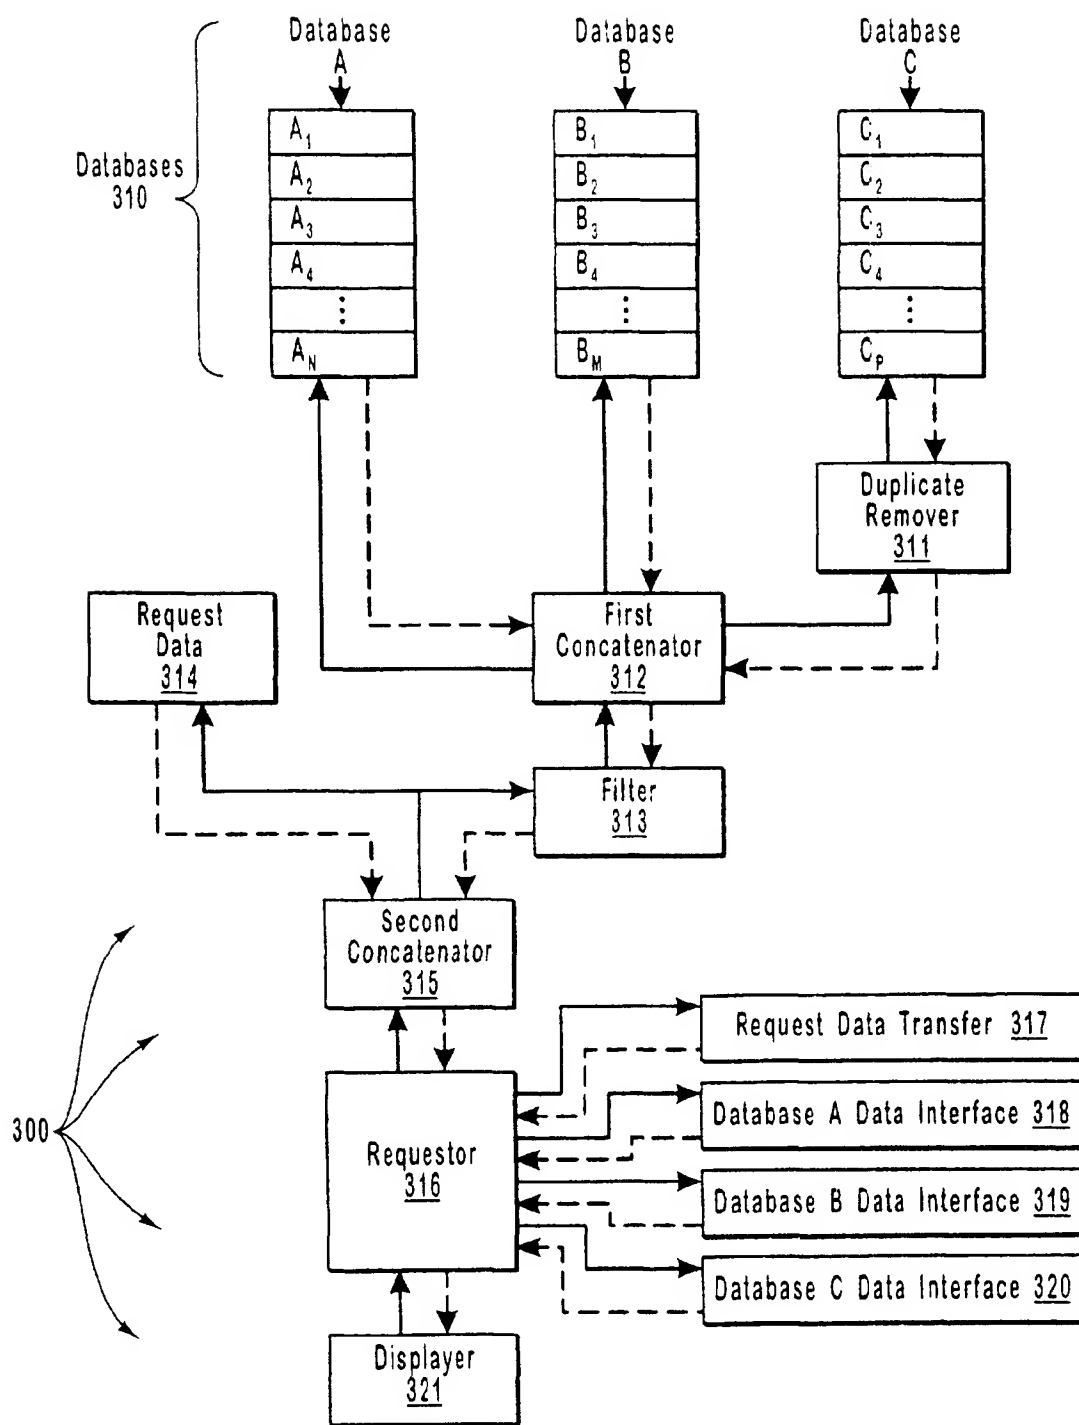 Database
A
Database
B
Database
C
Databases
310
A1
A2
A3
A4
⋮
AN
B1
B2
B3
B4
⋮
BM
C1
C2
C3
C4
⋮
CP
Duplicate
Remover
311
Request
Data
314
First
Concatenator
312
Filter
313
Second
Concatenator
315
Request Data Transfer 317
Database A Data Interface 318
300
Requestor
316
Database B Data Interface 319
Database C Data Interface 320
Displayer
321